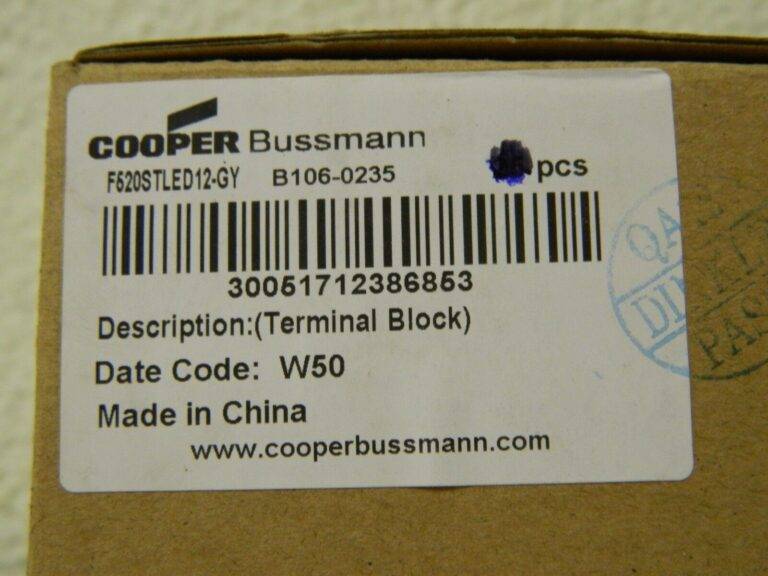 COOPER Bussmann
F520STLED12-GY B106-0235 pcs
30051712386853
Description:(Terminal Block)
Date Code: W50
Made in China
www.cooperbussmann.com